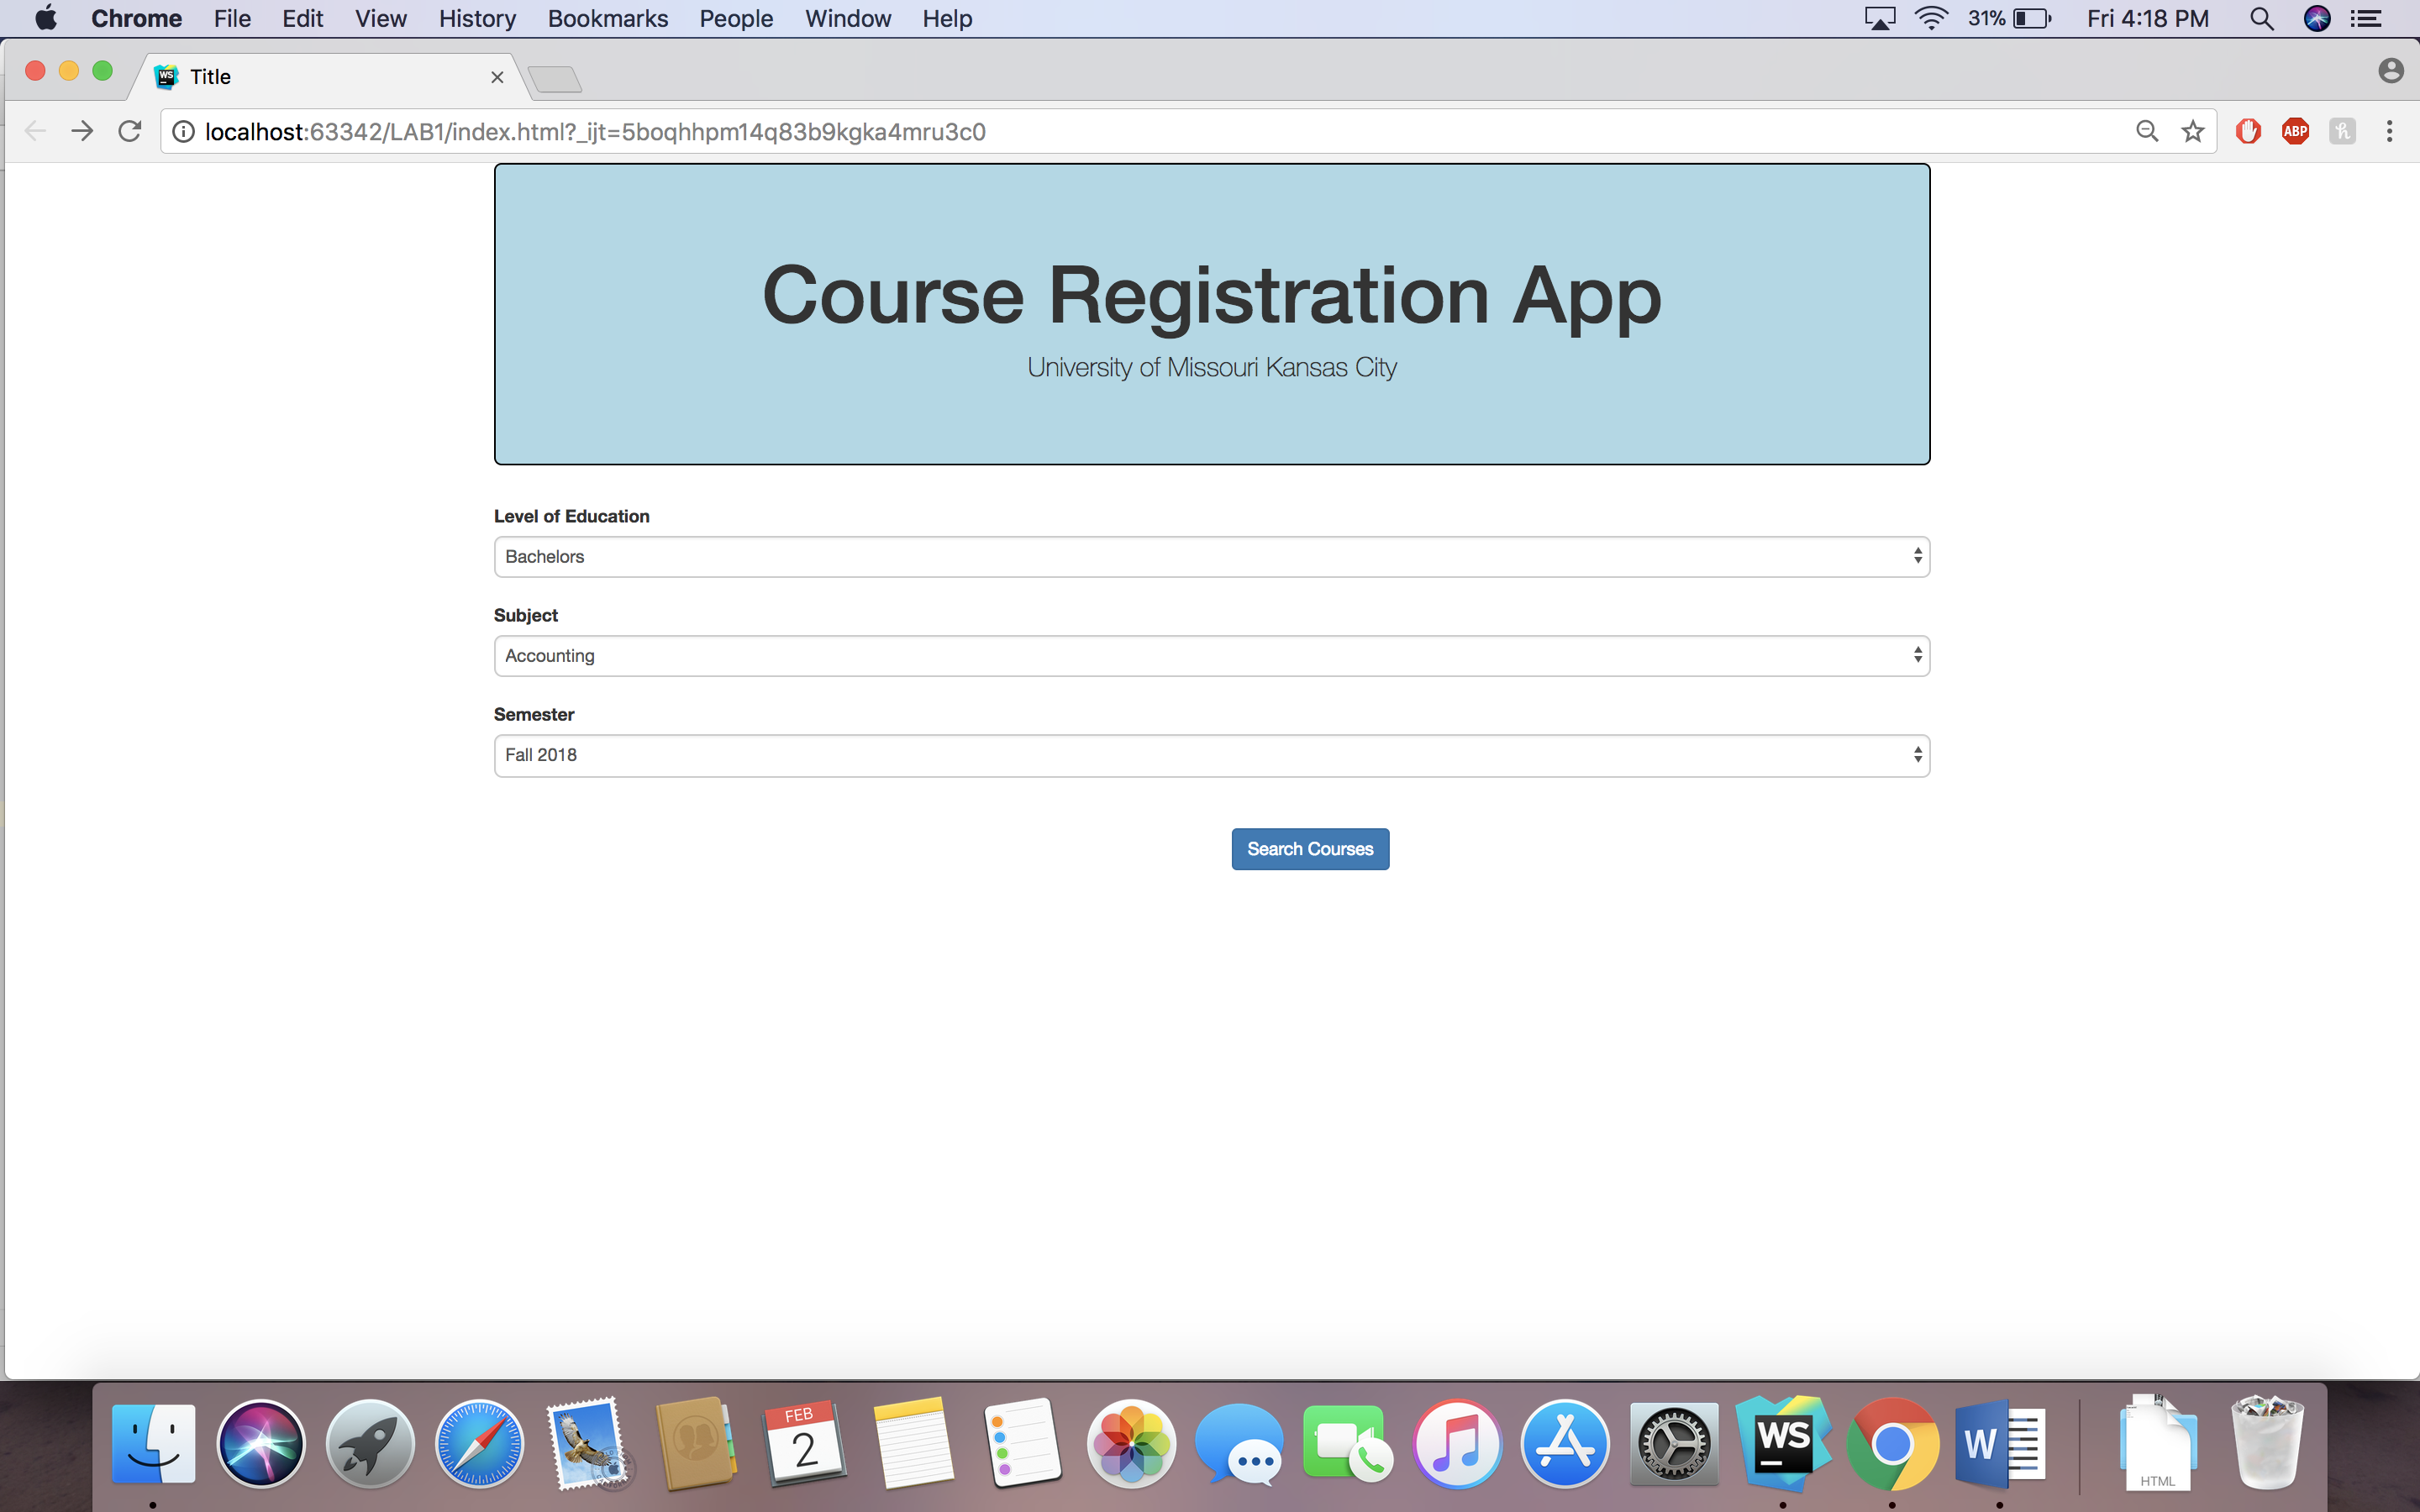 Chrome File Edit View History Bookmarks People Window Help 31% Fri 4:18 PM
WS Title
localhost:63342/LAB1/index.html?_ijt=5boqhhpm14q83b9kgka4mru3c0 ABP h
Course Registration App
University of Missouri Kansas City
Level of Education
Bachelors
Subject
Accounting
Semester
Fall 2018
Search Courses
FEB
2
WS
W
HTML